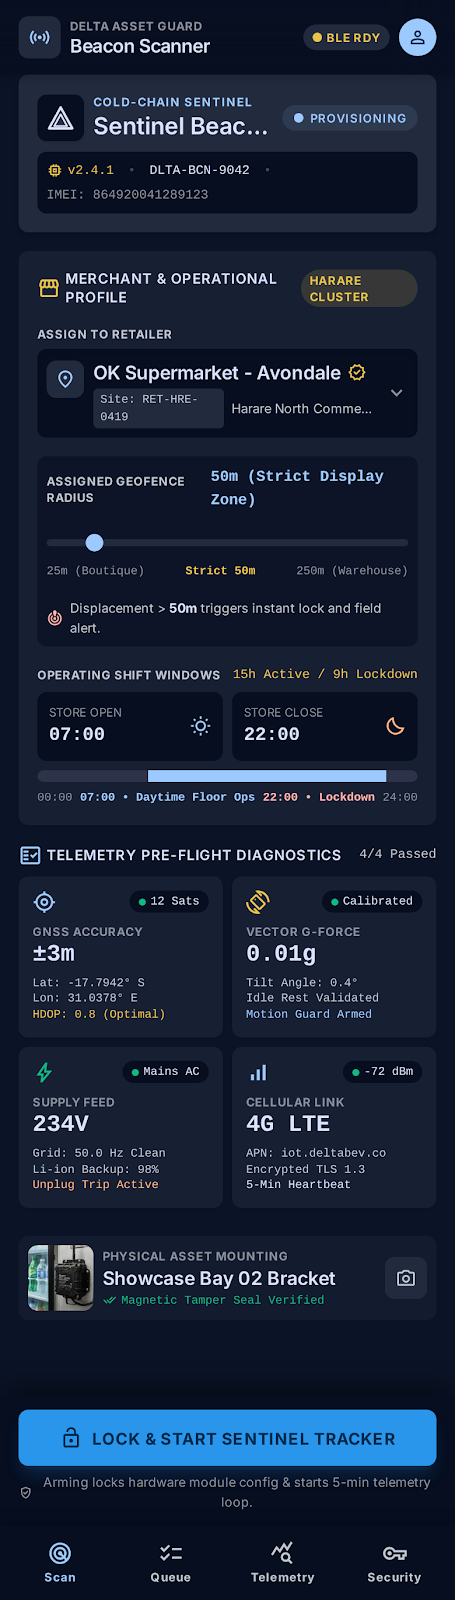 DELTA ASSET GUARD
Beacon Scanner
BLE RDY
COLD-CHAIN SENTINEL
Sentinel Beac...
PROVISIONING
v2.4.1 • DLTA-BCN-9042 •
IMEI: 864920041289123
MERCHANT & OPERATIONAL
PROFILE
HARARE
CLUSTER
ASSIGN TO RETAILER
OK Supermarket - Avondale
Site: RET-HRE-
0419
Harare North Comme...
ASSIGNED GEOFENCE
RADIUS
50m (Strict Display
Zone)
25m (Boutique) Strict 50m 250m (Warehouse)
Displacement > 50m triggers instant lock and field
alert.
OPERATING SHIFT WINDOWS 15h Active / 9h Lockdown
STORE OPEN
07:00
STORE CLOSE
22:00
00:00 07:00 • Daytime Floor Ops 22:00 • Lockdown 24:00
TELEMETRY PRE-FLIGHT DIAGNOSTICS 4/4 Passed
12 Sats
GNSS ACCURACY
±3m
Lat: -17.7942° S
Lon: 31.0378° E
HDOP: 0.8 (Optimal)
Calibrated
VECTOR G-FORCE
0.01g
Tilt Angle: 0.4°
Idle Rest Validated
Motion Guard Armed
Mains AC
SUPPLY FEED
234V
Grid: 50.0 Hz Clean
Li-ion Backup: 98%
Unplug Trip Active
-72 dBm
CELLULAR LINK
4G LTE
APN: iot.deltabev.co
Encrypted TLS 1.3
5-Min Heartbeat
PHYSICAL ASSET MOUNTING
Showcase Bay 02 Bracket
Magnetic Tamper Seal Verified
LOCK & START SENTINEL TRACKER
Arming locks hardware module config & starts 5-min telemetry
loop.
Scan Queue Telemetry Security